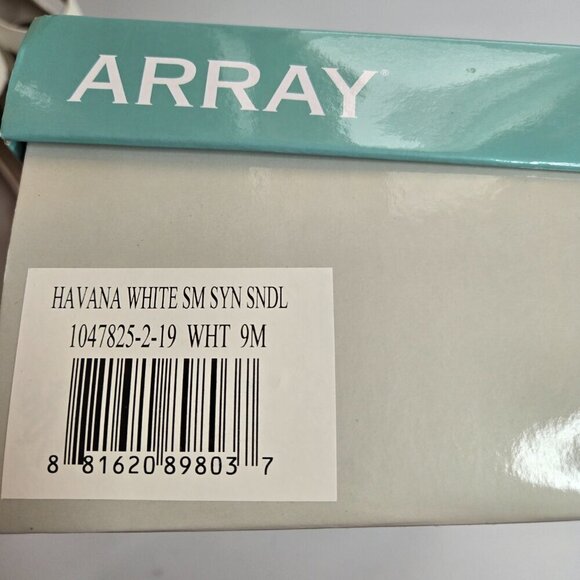 ARRAY®
HAVANA WHITE SM SYN SNDL
1047825-2-19 WHT 9M
8 81620 89803 7